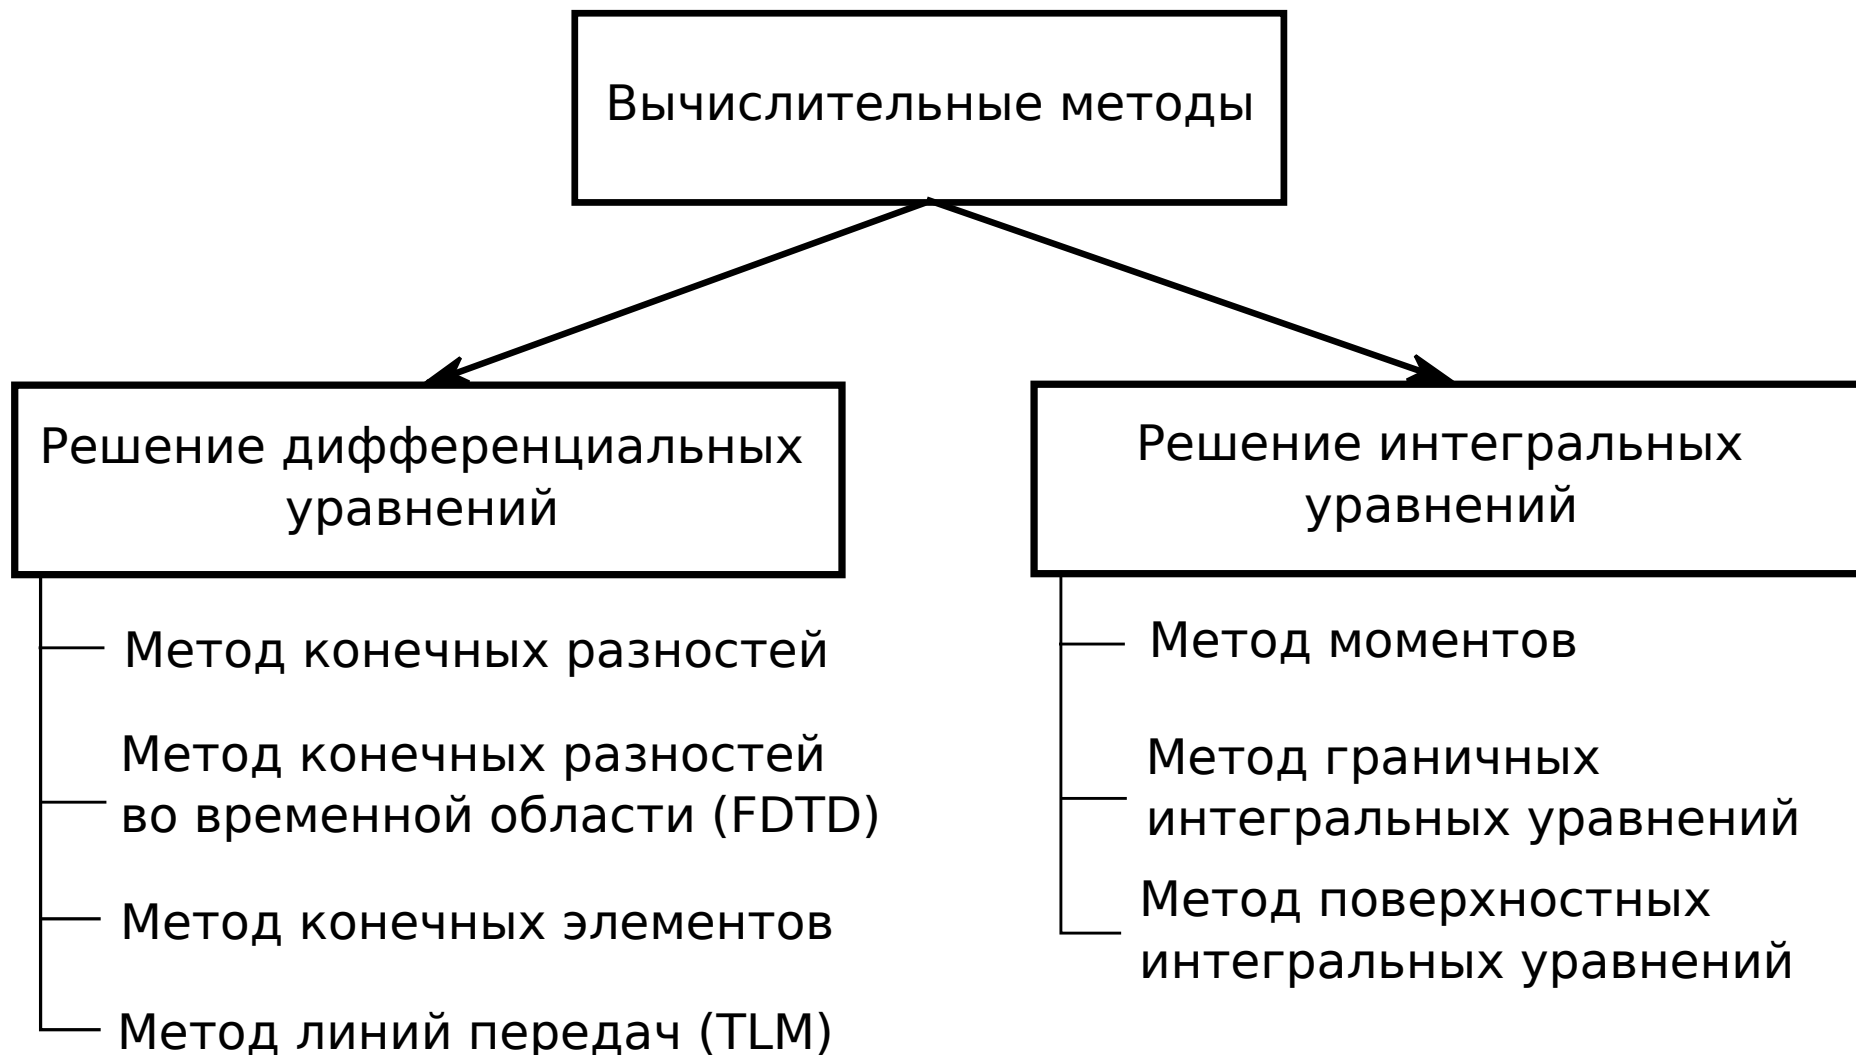 Вычислительные методы
Решение дифференциальных
уравнений
Метод конечных разностей
Метод конечных разностей
во временной области (FDTD)
Метод конечных элементов
Метод линий передач (TLM)
Решение интегральных
уравнений
Метод моментов
Метод граничных
интегральных уравнений
Метод поверхностных
интегральных уравнений